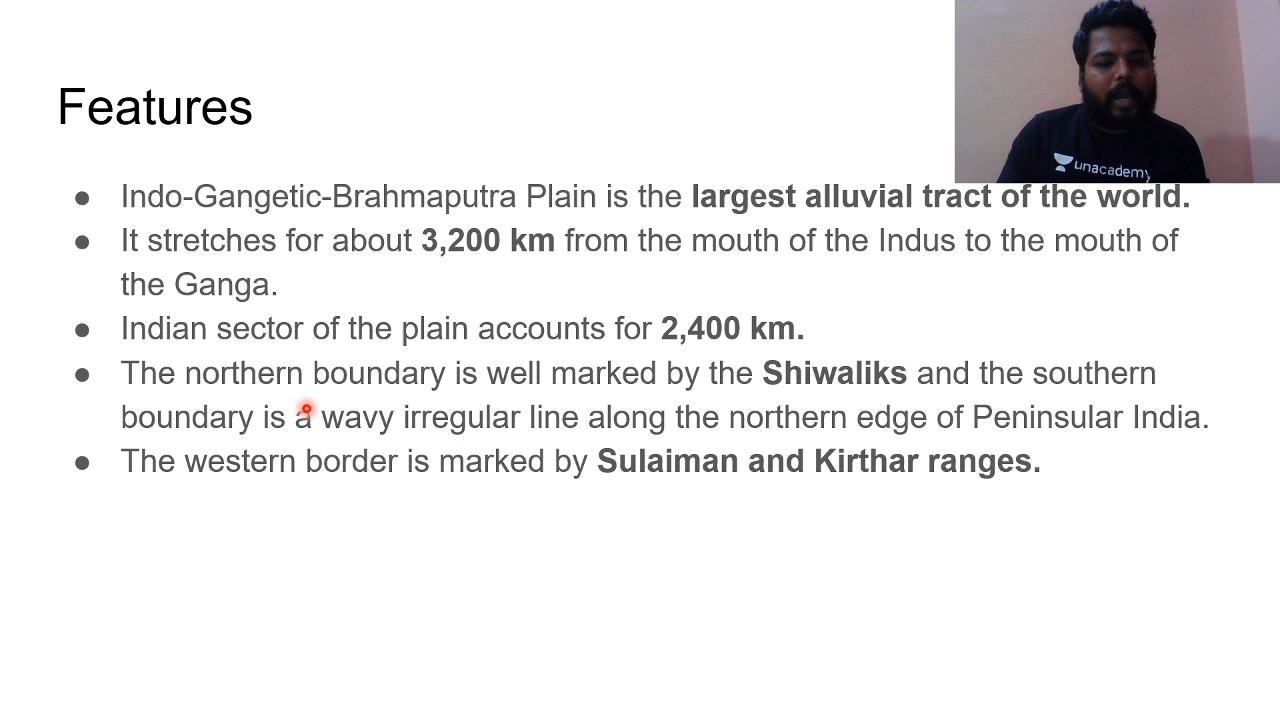 Features
unacademy
● Indo-Gangetic-Brahmaputra Plain is the largest alluvial tract of the world.
● It stretches for about 3,200 km from the mouth of the Indus to the mouth of
the Ganga.
● Indian sector of the plain accounts for 2,400 km.
● The northern boundary is well marked by the Shiwaliks and the southern
boundary is a wavy irregular line along the northern edge of Peninsular India.
● The western border is marked by Sulaiman and Kirthar ranges.